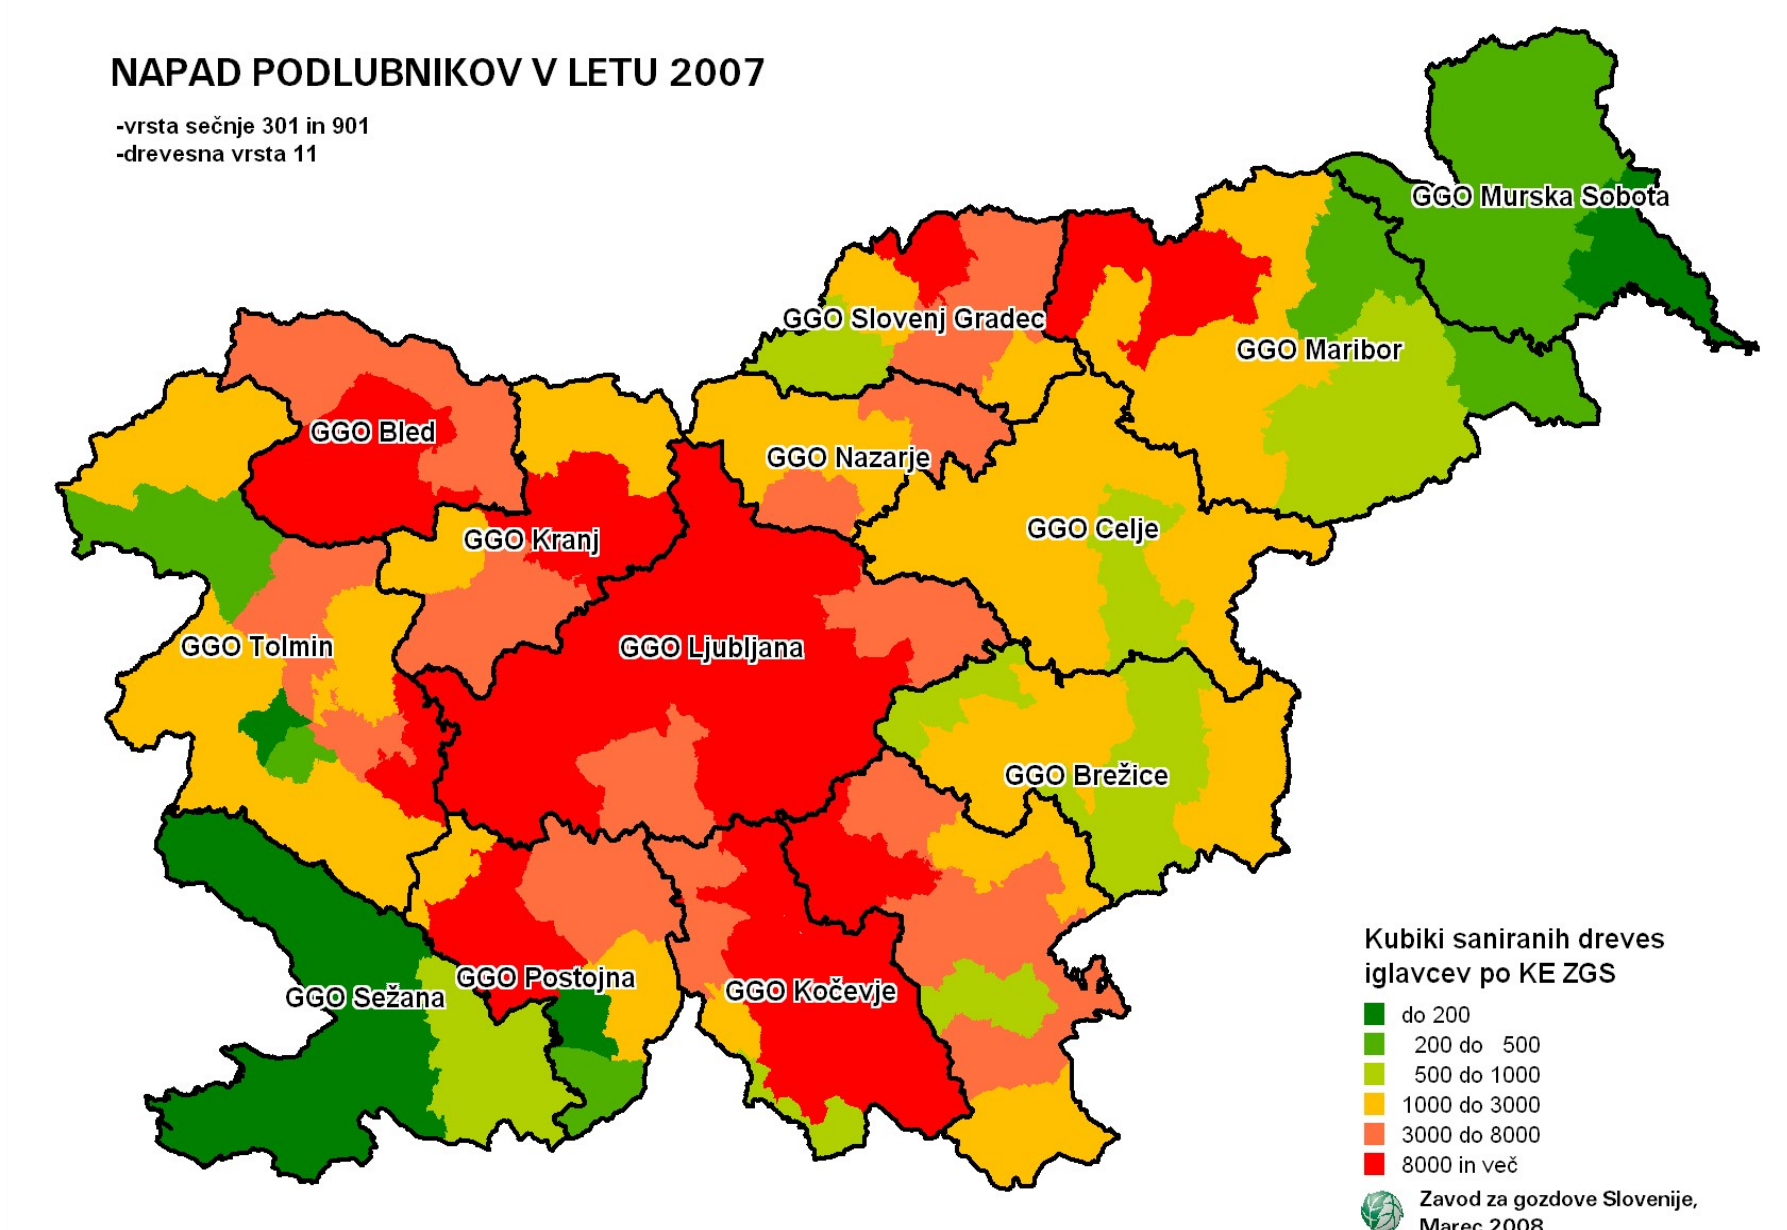 NAPAD PODLUBNIKOV V LETU 2007
-vrsta sečnje 301 in 901
-drevesna vrsta 11
GGO Murska Sobota
GGO Slovenj Gradec
GGO Maribor
GGO Bled
GGO Nazarje
GGO Kranj
GGO Celje
GGO Tolmin
GGO Ljubljana
GGO Brežice
GGO Postojna
GGO Sežana
GGO Kočevje
Kubiki saniranih dreves
iglavcev po KE ZGS
do 200
200 do 500
500 do 1000
1000 do 3000
3000 do 8000
8000 in več
Zavod za gozdove Slovenije,
Marec 2008